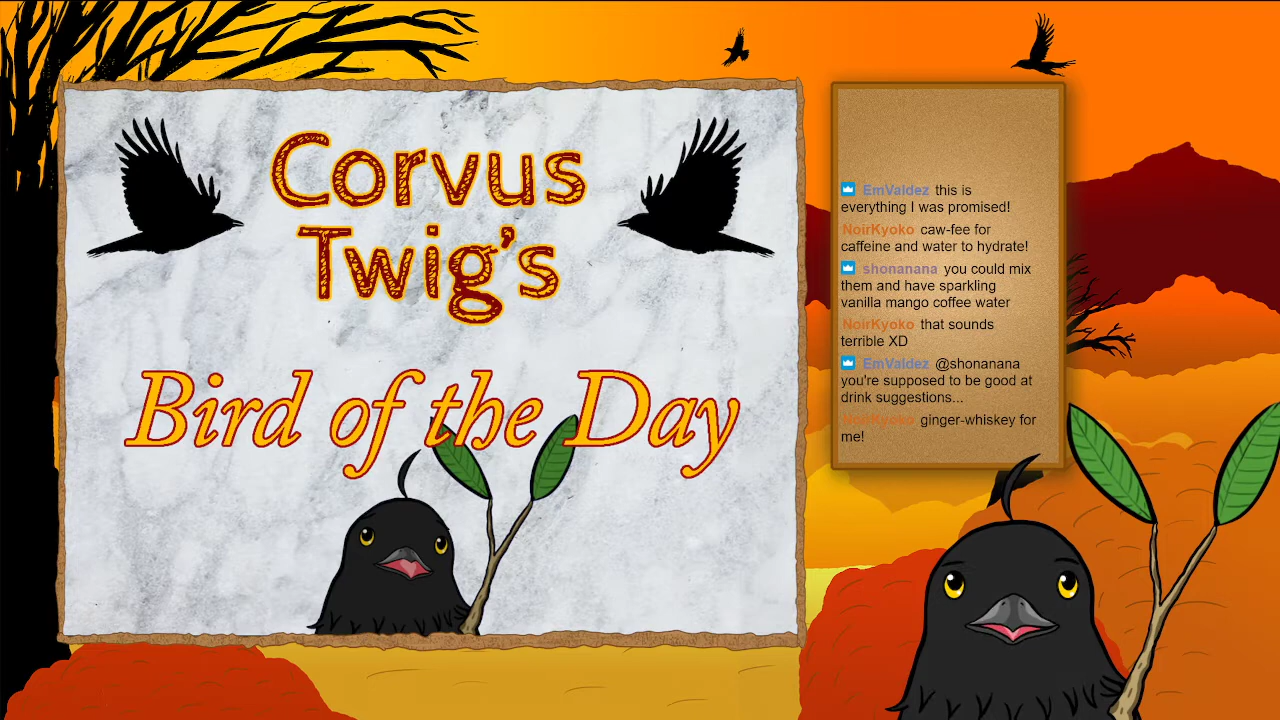 Corvus
Twig's
Bird of the Day
EmValdez this is
everything I was promised!
NoirKyoko caw-fee for
caffeine and water to hydrate!
shonanana you could mix
them and have sparkling
vanilla mango coffee water
NoirKyoko that sounds
terrible XD
EmValdez @shonanana
you're supposed to be good at
drink suggestions...
NoirKyoko ginger-whiskey for
me!